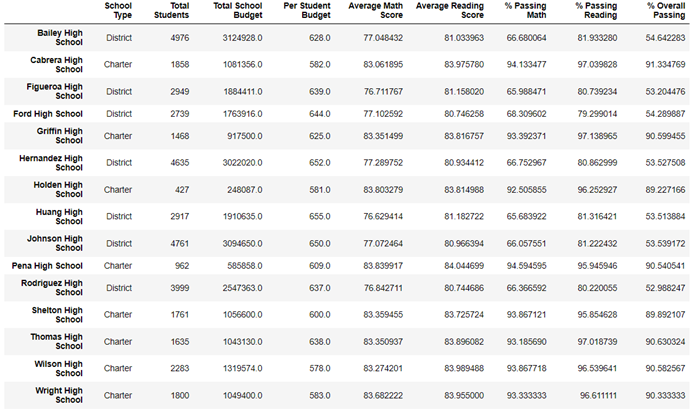 School Type Total Students Total School Budget Per Student Budget Average Math Score Average Reading Score % Passing Math % Passing Reading % Overall Passing
Bailey High School District 4976 3124928.0 628.0 77.048432 81.033963 66.680064 81.933280 54.642283
Cabrera High School Charter 1858 1081356.0 582.0 83.061895 83.975780 94.133477 97.039828 91.334769
Figueroa High School District 2949 1884411.0 639.0 76.711767 81.158020 65.988471 80.739234 53.204476
Ford High School District 2739 1763916.0 644.0 77.102592 80.746258 68.309602 79.299014 54.289887
Griffin High School Charter 1468 917500.0 625.0 83.351499 83.816757 93.392371 97.138965 90.599455
Hernandez High School District 4635 3022020.0 652.0 77.289752 80.934412 66.752967 80.862999 53.527508
Holden High School Charter 427 248087.0 581.0 83.803279 83.814988 92.505855 96.252927 89.227166
Huang High School District 2917 1910635.0 655.0 76.629414 81.182722 65.683922 81.316421 53.513884
Johnson High School District 4761 3094650.0 650.0 77.072464 80.966394 66.057551 81.222432 53.539172
Pena High School Charter 962 585858.0 609.0 83.839917 84.044699 94.594595 95.945946 90.540541
Rodriguez High School District 3999 2547363.0 637.0 76.842711 80.744686 66.366592 80.220055 52.988247
Shelton High School Charter 1761 1056600.0 600.0 83.359455 83.725724 93.867121 95.854628 89.892107
Thomas High School Charter 1635 1043130.0 638.0 83.350937 83.896082 93.185690 97.018739 90.630324
Wilson High School Charter 2283 1319574.0 578.0 83.274201 83.989488 93.867718 96.539641 90.582567
Wright High School Charter 1800 1049400.0 583.0 83.682222 83.955000 93.333333 96.611111 90.333333